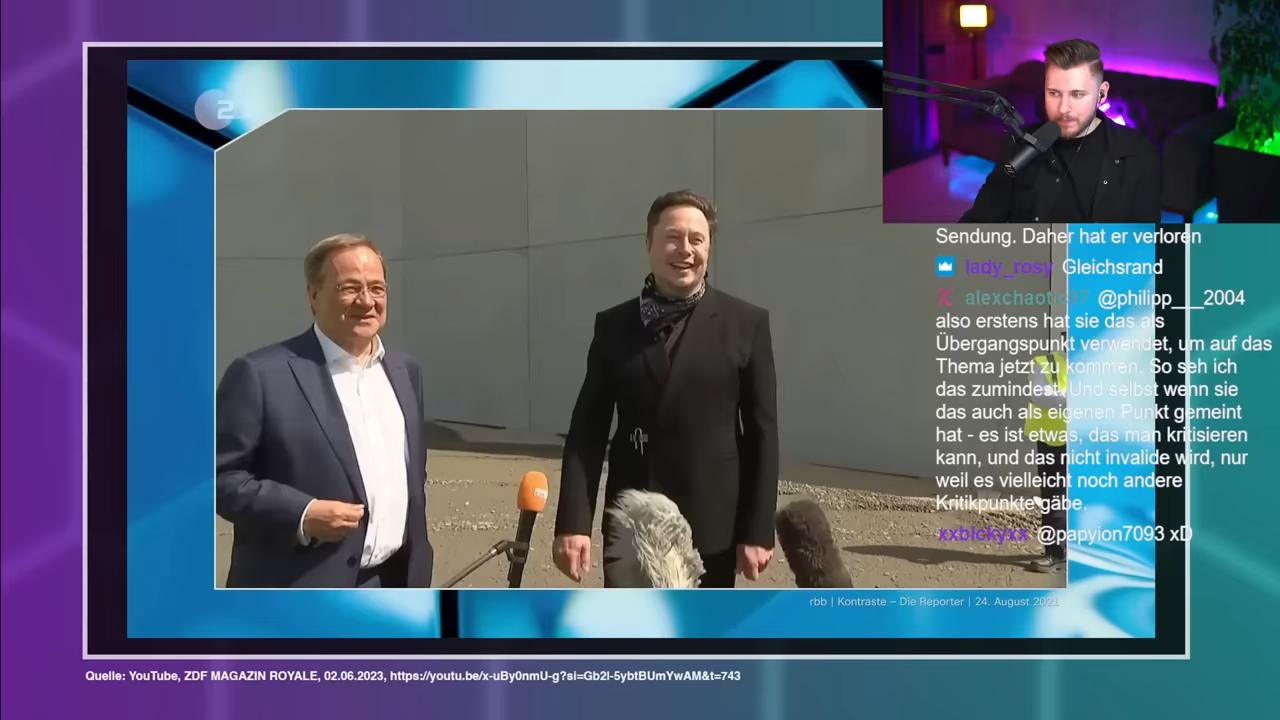 2
Sendung. Daher hat er verloren
lady_rosy Gleichsrand
alexchaotic97 @philipp___2004
also erstens hat sie das als
Übergangspunkt verwendet, um auf das
Thema jetzt zu kommen. So seh ich
das zumindest. Und selbst wenn sie
das auch als eigenen Punkt gemeint
hat - es ist etwas, das man kritisieren
kann, und das nicht invalide wird, nur
weil es vielleicht noch andere
Kritikpunkte gäbe.
xxblckyxx @papyion7093 xD
rbb | Kontraste – Die Reporter | 24. August 2021
Quelle: YouTube, ZDF MAGAZIN ROYALE, 02.06.2023, https://youtu.be/x-uBy0nmU-g?si=Gb2l-5ybtBUmYwAM&t=743